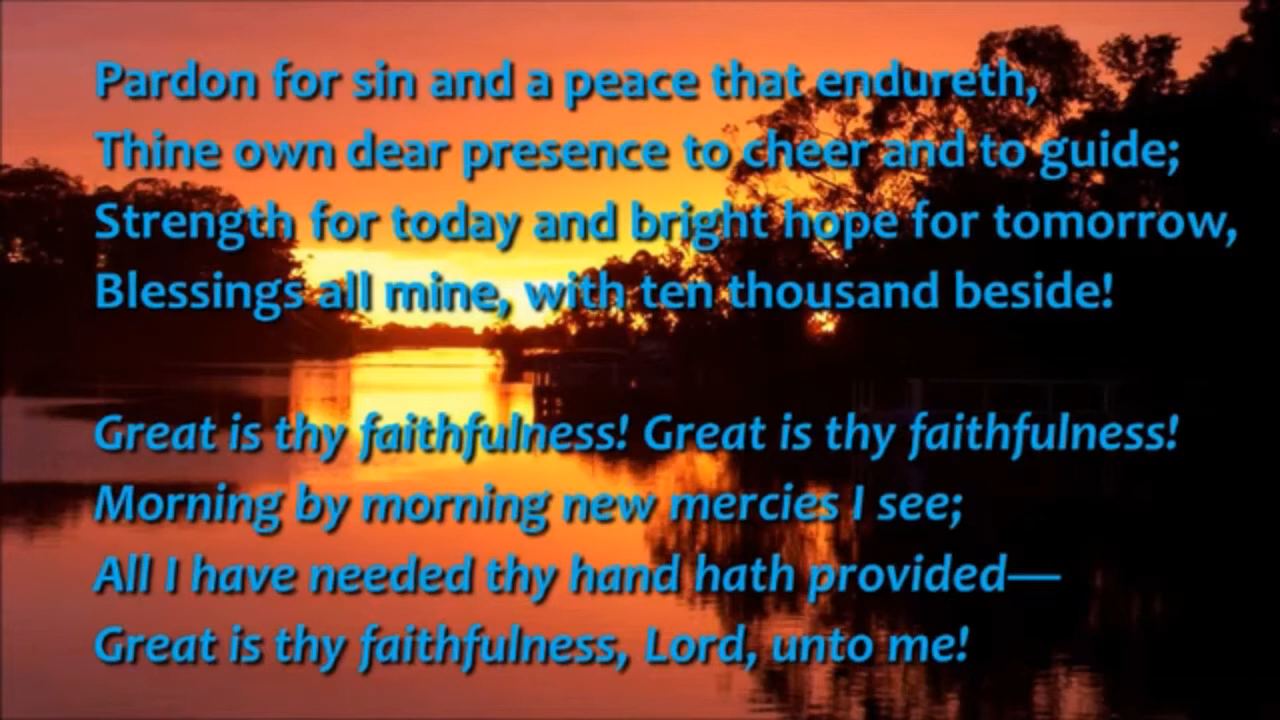 Pardon for sin and a peace that endureth,
Thine own dear presence to cheer and to guide;
Strength for today and bright hope for tomorrow,
Blessings all mine, with ten thousand beside!
Great is thy faithfulness! Great is thy faithfulness!
Morning by morning new mercies I see;
All I have needed thy hand hath provided—
Great is thy faithfulness, Lord, unto me!